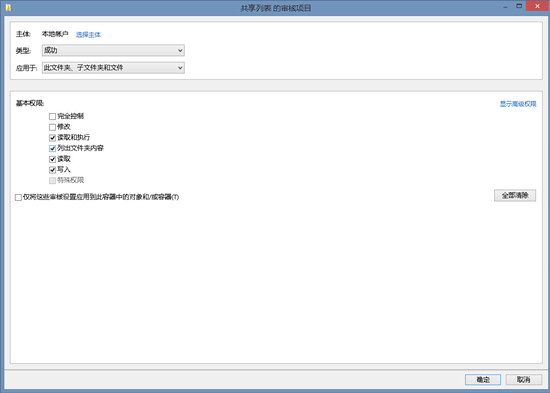 共享列表 的审核项目
主体: 本地帐户 选择主体
类型: 成功
应用于: 此文件夹、子文件夹和文件
基本权限: 显示高级权限
完全控制
修改
读取和执行
列出文件夹内容
读取
写入
特殊权限
仅将这些审核设置应用到此容器中的对象和/或容器(T) 全部清除
确定 取消